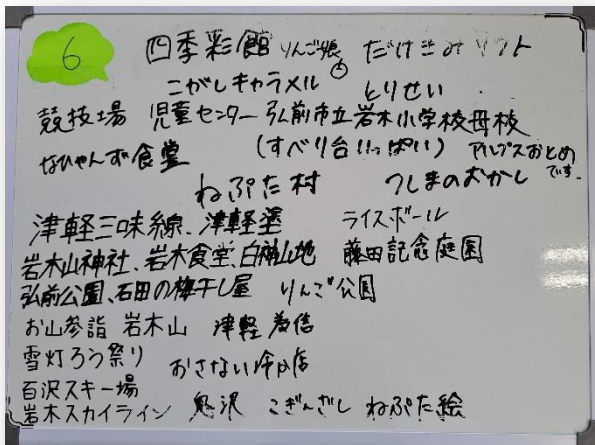 6
四季彩館 りんご娘 だけきみソフト
こがしキャラメル とりせい
競技場 児童センター 弘前市立岩木小学校母校
なひゃんず食堂 (すべり台いっぱい) アルプスおとめです。
ねぷた村 つしまのおかし
津軽三味線、津軽塗 ライスボール
岩木山神社、岩木食堂、白神山地 藤田記念庭園
弘前公園、石田の梅干し屋 りんご公園
お山参詣 岩木山 津軽為信
雪灯ろう祭り おさない
百沢スキー場
岩木スカイライン こぎんざし ねぷた絵